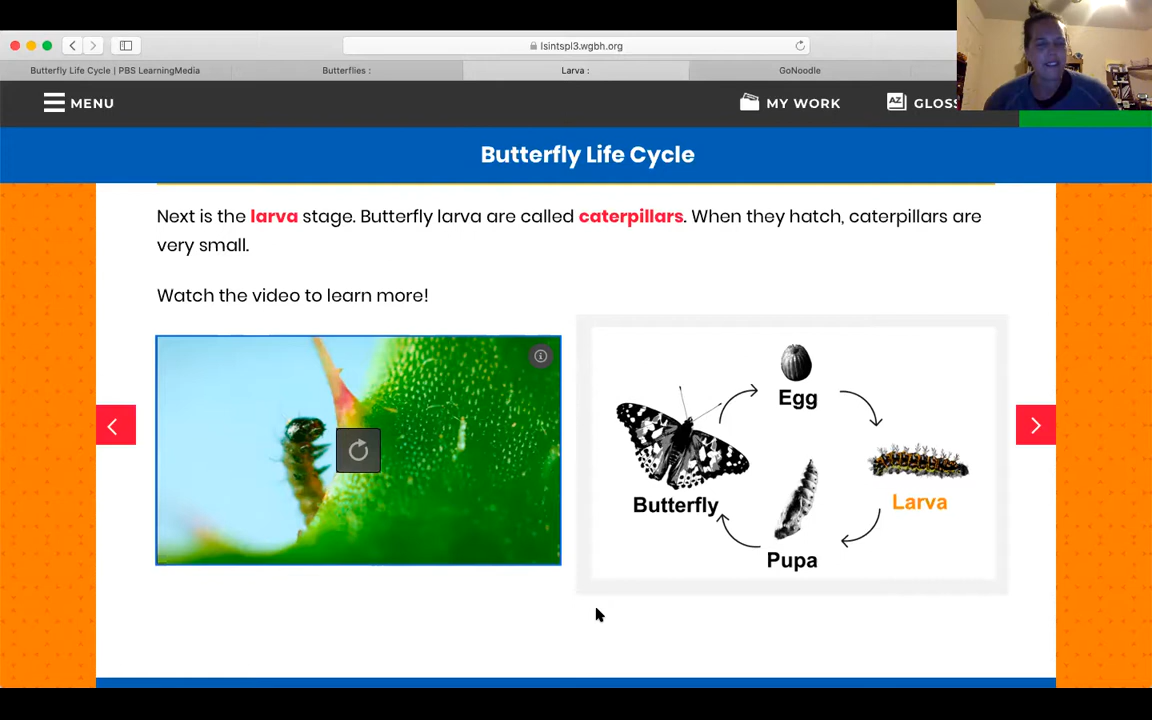 lsintspl3.wgbh.org
Butterfly Life Cycle | PBS LearningMedia
Butterflies :
Larva :
GoNoodle
MENU
MY WORK
AZ
GLOSS
Butterfly Life Cycle
Next is the larva stage. Butterfly larva are called caterpillars. When they hatch, caterpillars are
very small.
Watch the video to learn more!
Egg
Butterfly
Larva
Pupa